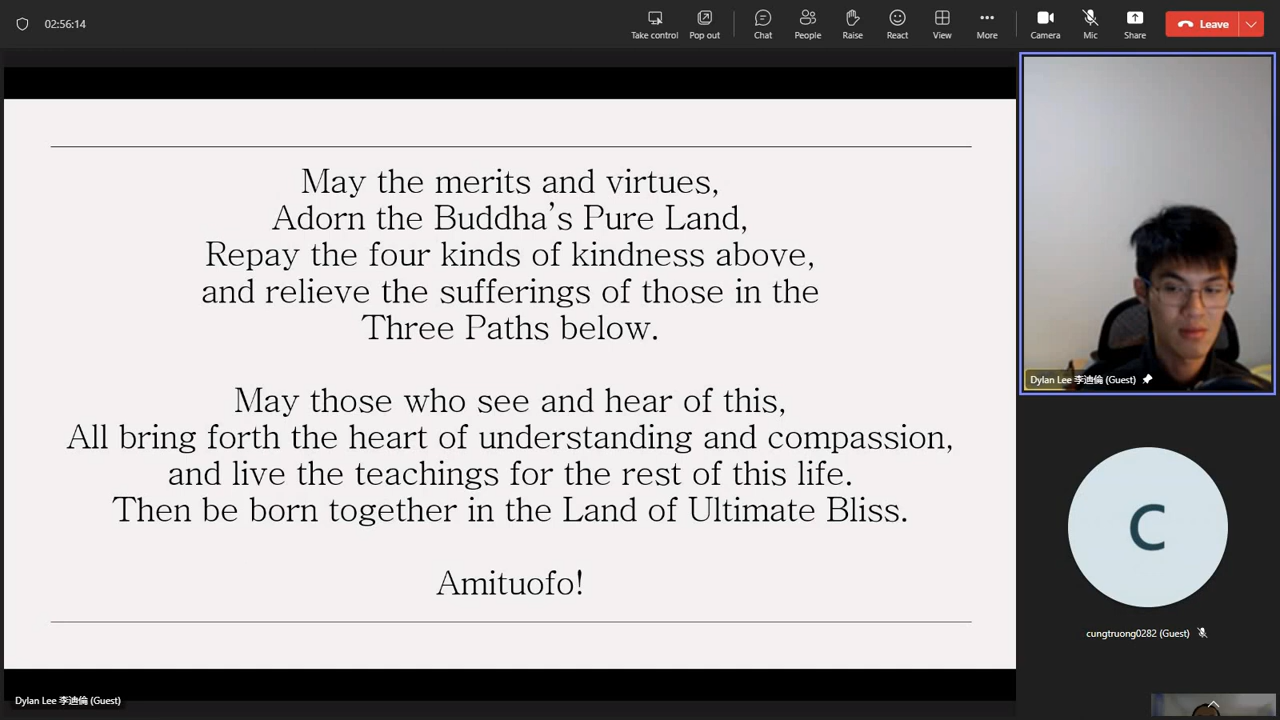 02:56:14
Take control
Pop out
Chat
People
Raise
React
View
More
Camera
Mic
Share
Leave
May the merits and virtues,
Adorn the Buddha’s Pure Land,
Repay the four kinds of kindness above,
and relieve the sufferings of those in the
Three Paths below.
May those who see and hear of this,
All bring forth the heart of understanding and compassion,
and live the teachings for the rest of this life.
Then be born together in the Land of Ultimate Bliss.
Amituofo!
Dylan Lee 李迪倫 (Guest)
C
cungtruong0282 (Guest)
Dylan Lee 李迪倫 (Guest)